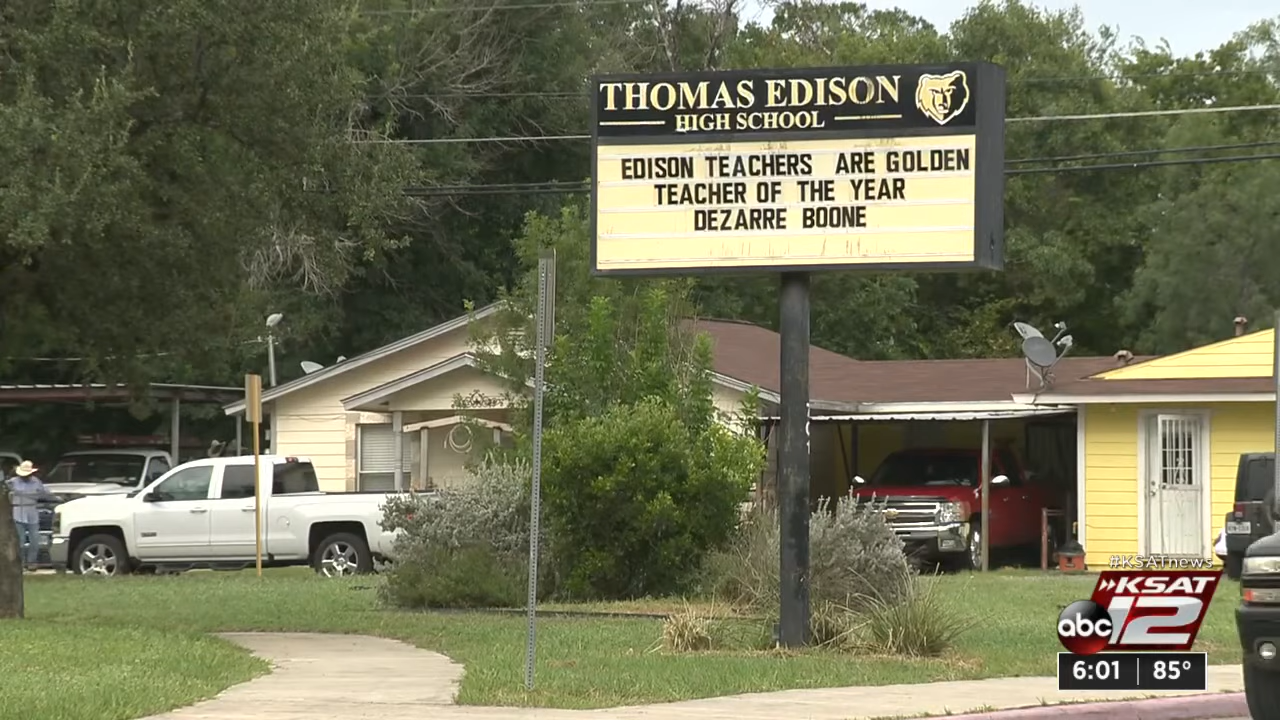 THOMAS EDISON
HIGH SCHOOL
EDISON TEACHERS ARE GOLDEN
TEACHER OF THE YEAR
DEZARRE BOONE
#KSATnews
KSAT
abc 12
6:01 85°